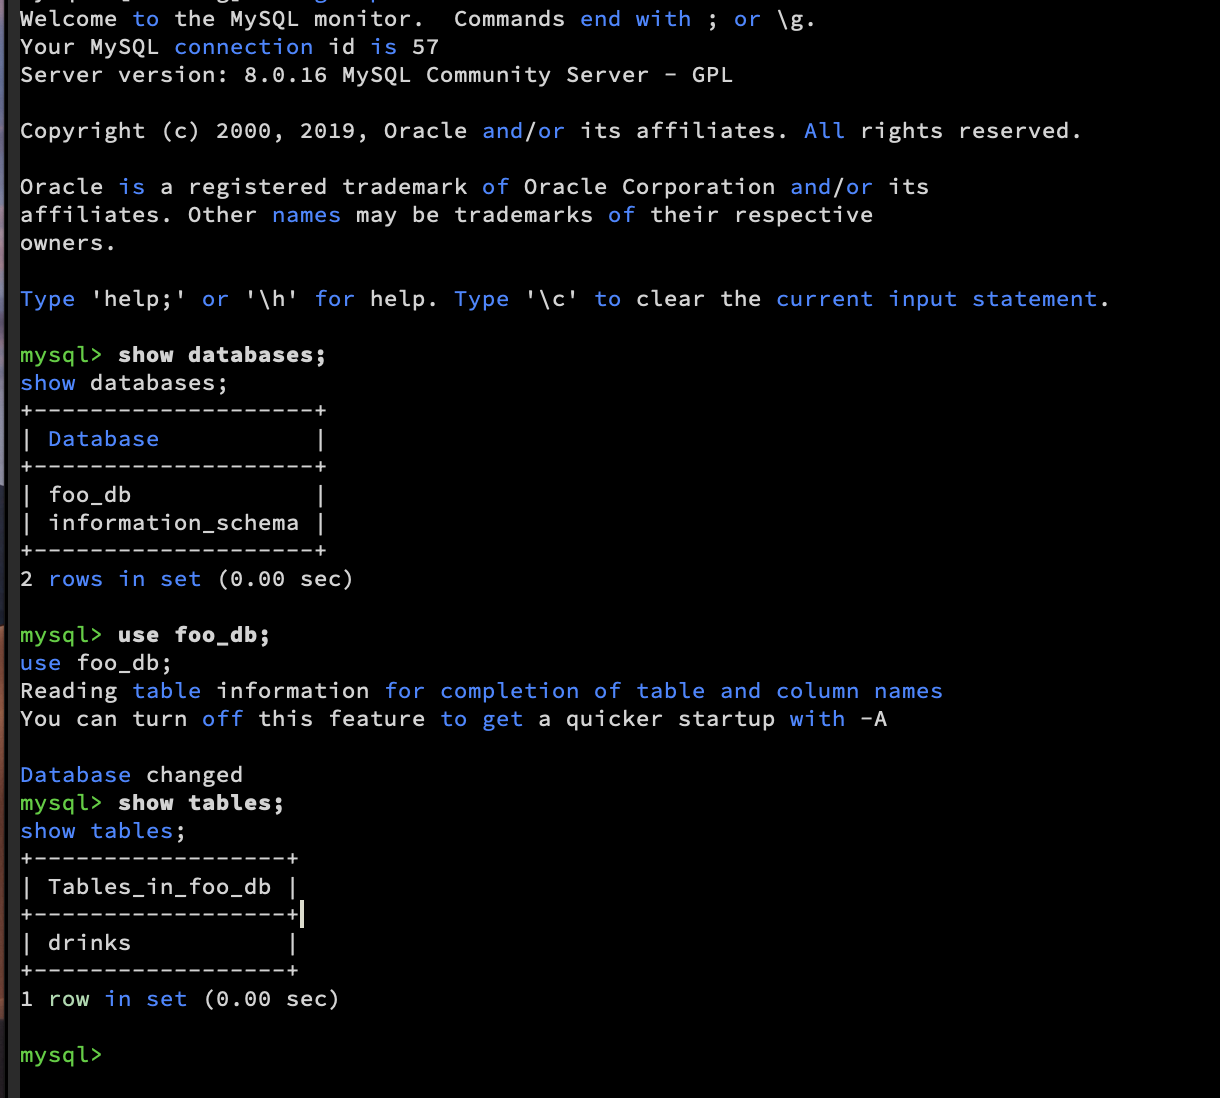 Welcome to the MySQL monitor.  Commands end with ; or \g.
Your MySQL connection id is 57
Server version: 8.0.16 MySQL Community Server - GPL
Copyright (c) 2000, 2019, Oracle and/or its affiliates. All rights reserved.
Oracle is a registered trademark of Oracle Corporation and/or its
affiliates. Other names may be trademarks of their respective
owners.
Type 'help;' or '\h' for help. Type '\c' to clear the current input statement.
mysql> show databases;
show databases;
+--------------------+
| Database           |
+--------------------+
| foo_db             |
| information_schema |
+--------------------+
2 rows in set (0.00 sec)
mysql> use foo_db;
use foo_db;
Reading table information for completion of table and column names
You can turn off this feature to get a quicker startup with -A
Database changed
mysql> show tables;
show tables;
+------------------+
| Tables_in_foo_db |
+------------------+
| drinks           |
+------------------+
1 row in set (0.00 sec)
mysql>